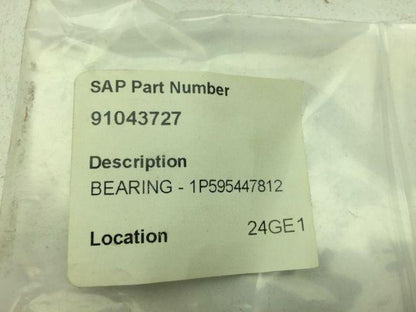 SAP Part Number
91043727
Description
BEARING - 1P595447812
Location 24GE1